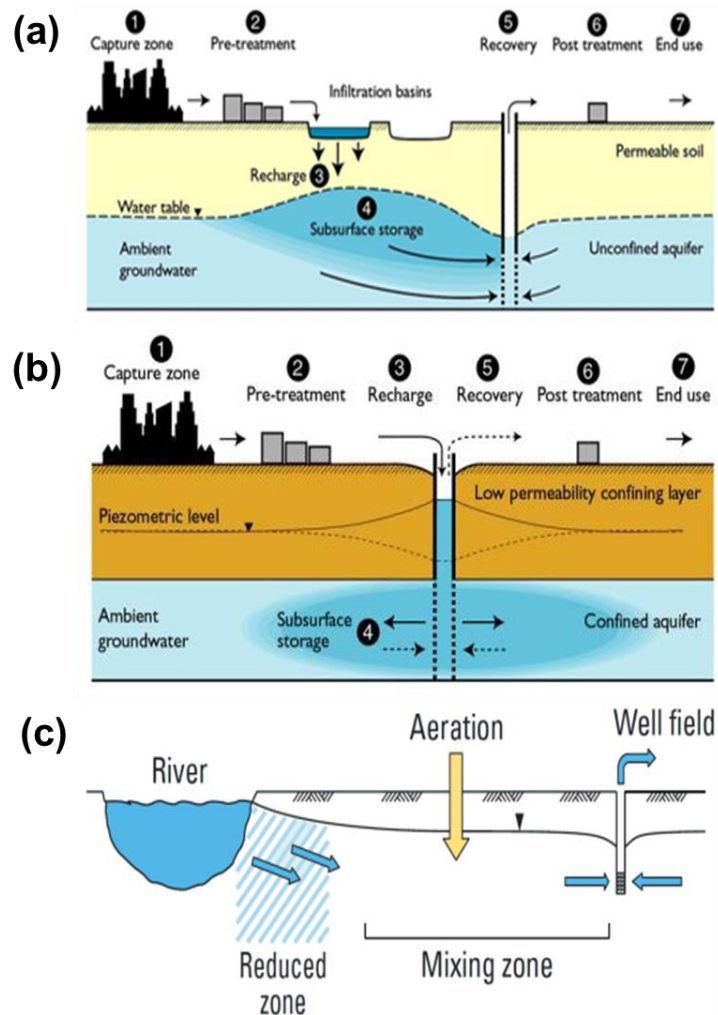 (a)
1 2 5 6 7
Capture zone Pre-treatment Recovery Post treatment End use
Infiltration basins
Permeable soil
Recharge 3
Water table
4
Subsurface storage
Ambient
groundwater
Unconfined aquifer
(b)
1 2 3 5 6 7
Capture zone
Pre-treatment Recharge Recovery Post treatment End use
Low permeability confining layer
Piezometric level
Ambient
groundwater
Subsurface
storage 4
Confined aquifer
(c)
River
Aeration
Well field
Reduced
zone
Mixing zone